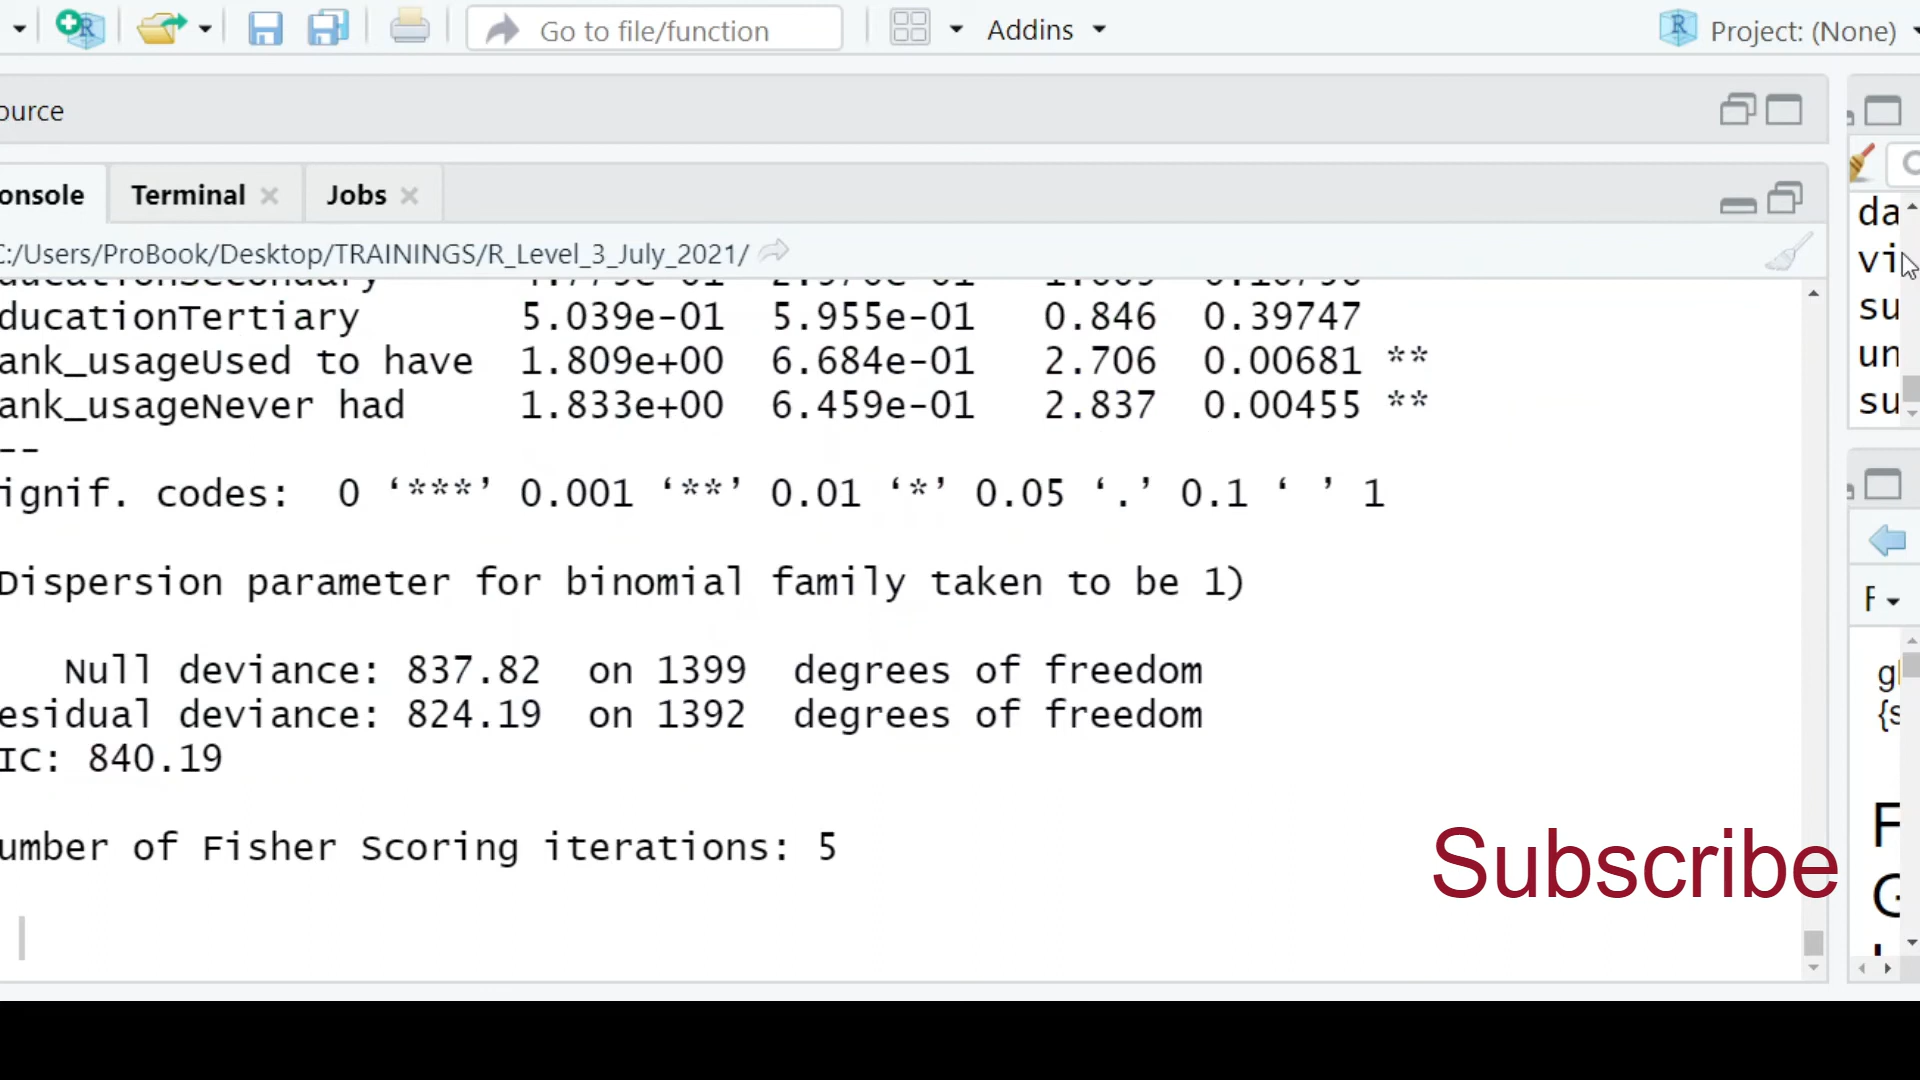 Go to file/function
Addins
Project: (None)
ource
onsole Terminal Jobs
C:/Users/ProBook/Desktop/TRAININGS/R_Level_3_July_2021/
ducationTertiary 5.039e-01 5.955e-01 0.846 0.39747
ank_usageUsed to have 1.809e+00 6.684e-01 2.706 0.00681 **
ank_usageNever had 1.833e+00 6.459e-01 2.837 0.00455 **
--
ignif. codes: 0 ‘***’ 0.001 ‘**’ 0.01 ‘*’ 0.05 ‘.’ 0.1 ‘ ’ 1
Dispersion parameter for binomial family taken to be 1)
Null deviance: 837.82 on 1399 degrees of freedom
esidual deviance: 824.19 on 1392 degrees of freedom
IC: 840.19
umber of Fisher Scoring iterations: 5
Subscribe
da
vi
su
un
su
F
g
{s
F
G